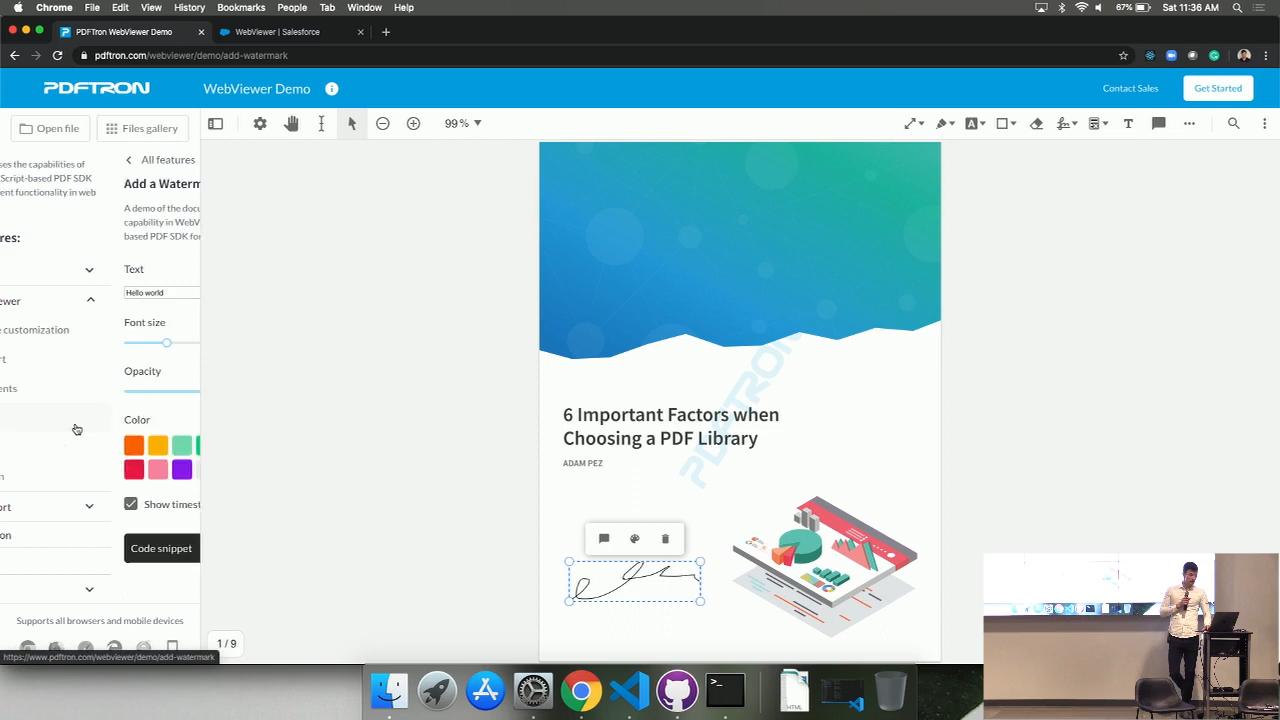 Chrome File Edit View History Bookmarks People Tab Window Help 67% Sat 11:36 AM
PDFTron WebViewer Demo WebViewer | Salesforce
pdftron.com/webviewer/demo/add-watermark
PDFTRON WebViewer Demo Contact Sales Get Started
Open file Files gallery 99%
ses the capabilities of
Script-based PDF SDK
ent functionality in web
res:
ewer
e customization
rt
ents
n
ort
on
Supports all browsers and mobile devices
All features
Add a Waterm
A demo of the docu
capability in WebV
based PDF SDK for
Text
Hello world
Font size
Opacity
Color
Show timest
Code snippet
PDFTRON
6 Important Factors when
Choosing a PDF Library
ADAM PEZ
1 / 9
https://www.pdftron.com/webviewer/demo/add-watermark
HTML